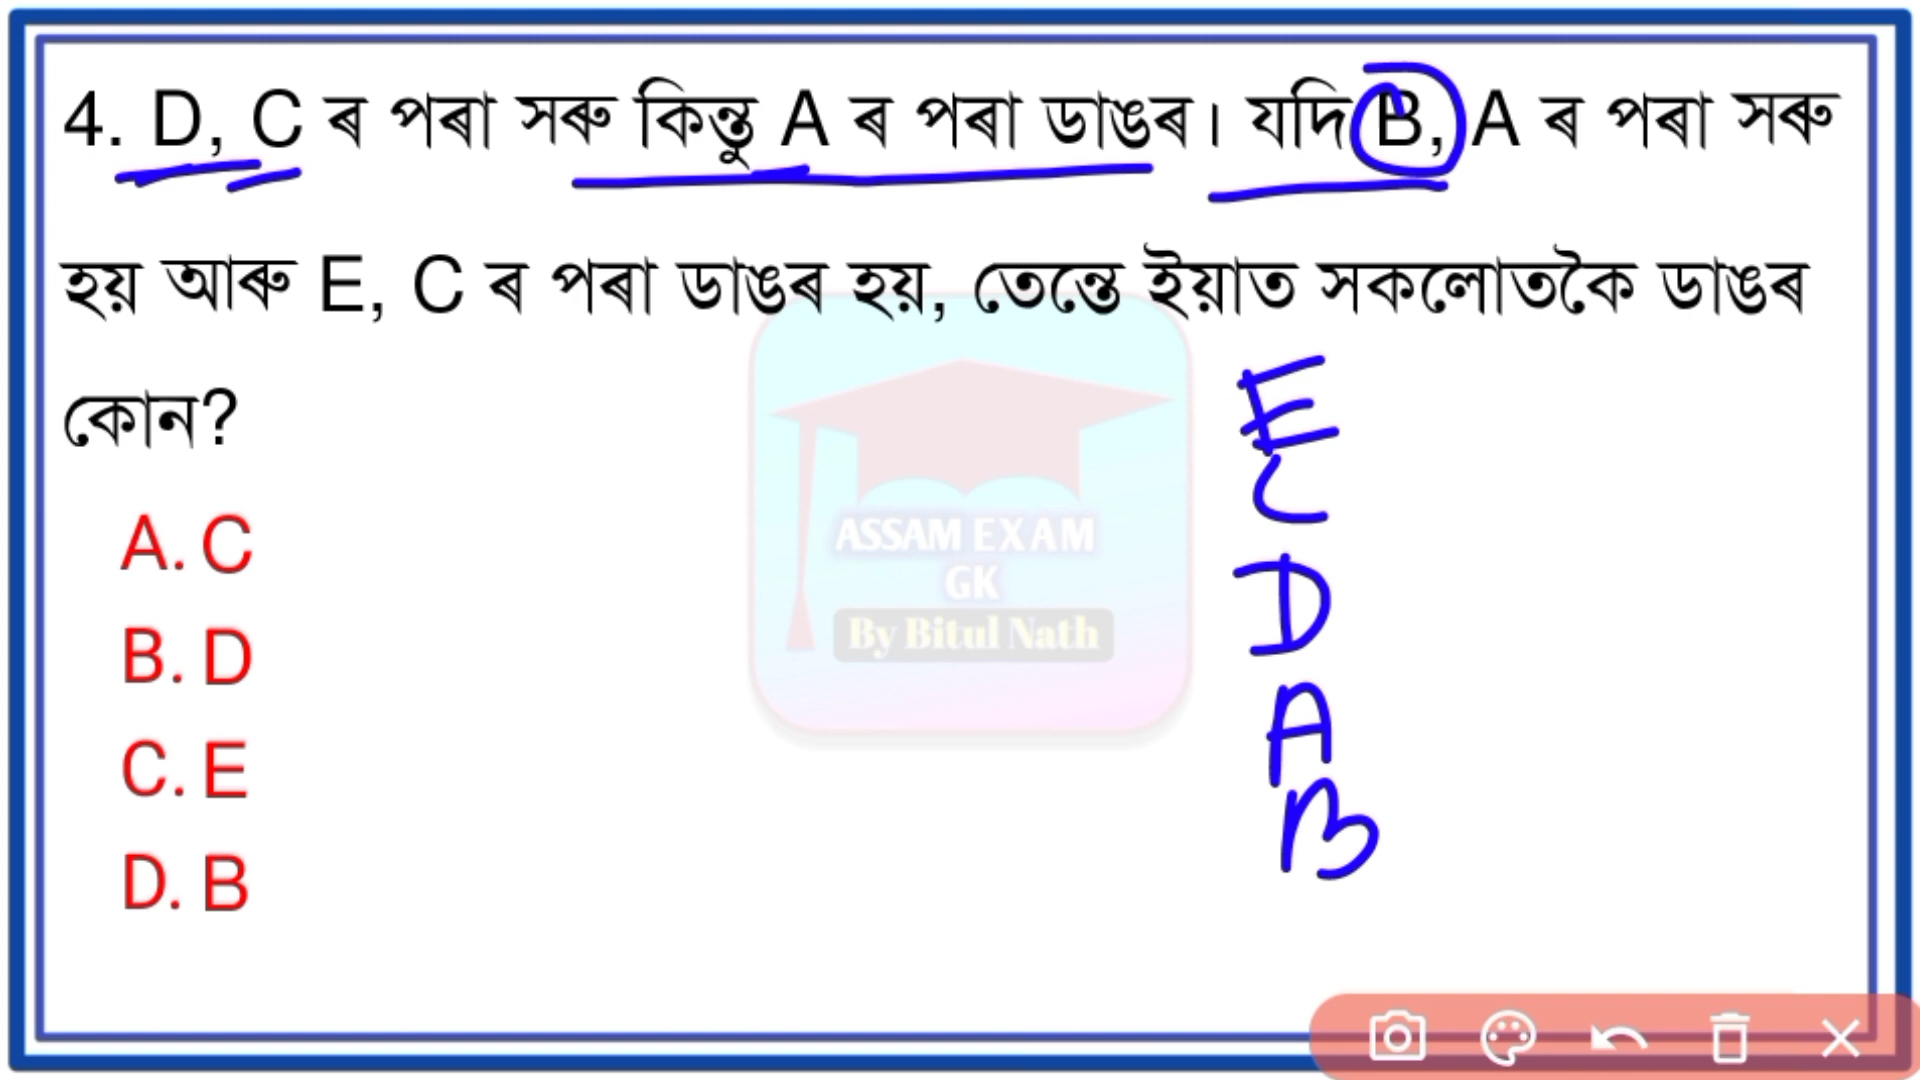 4. D, C ৰ পৰা সৰু কিন্তু A ৰ পৰা ডাঙৰ। যদি B, A ৰ পৰা সৰু
হয় আৰু E, C ৰ পৰা ডাঙৰ হয়, তেন্তে ইয়াত সকলোতকৈ ডাঙৰ
কোন?
A. C
B. D
C. E
D. B
E
C
D
A
B
ASSAM EXAM
GK
By Bitul Nath